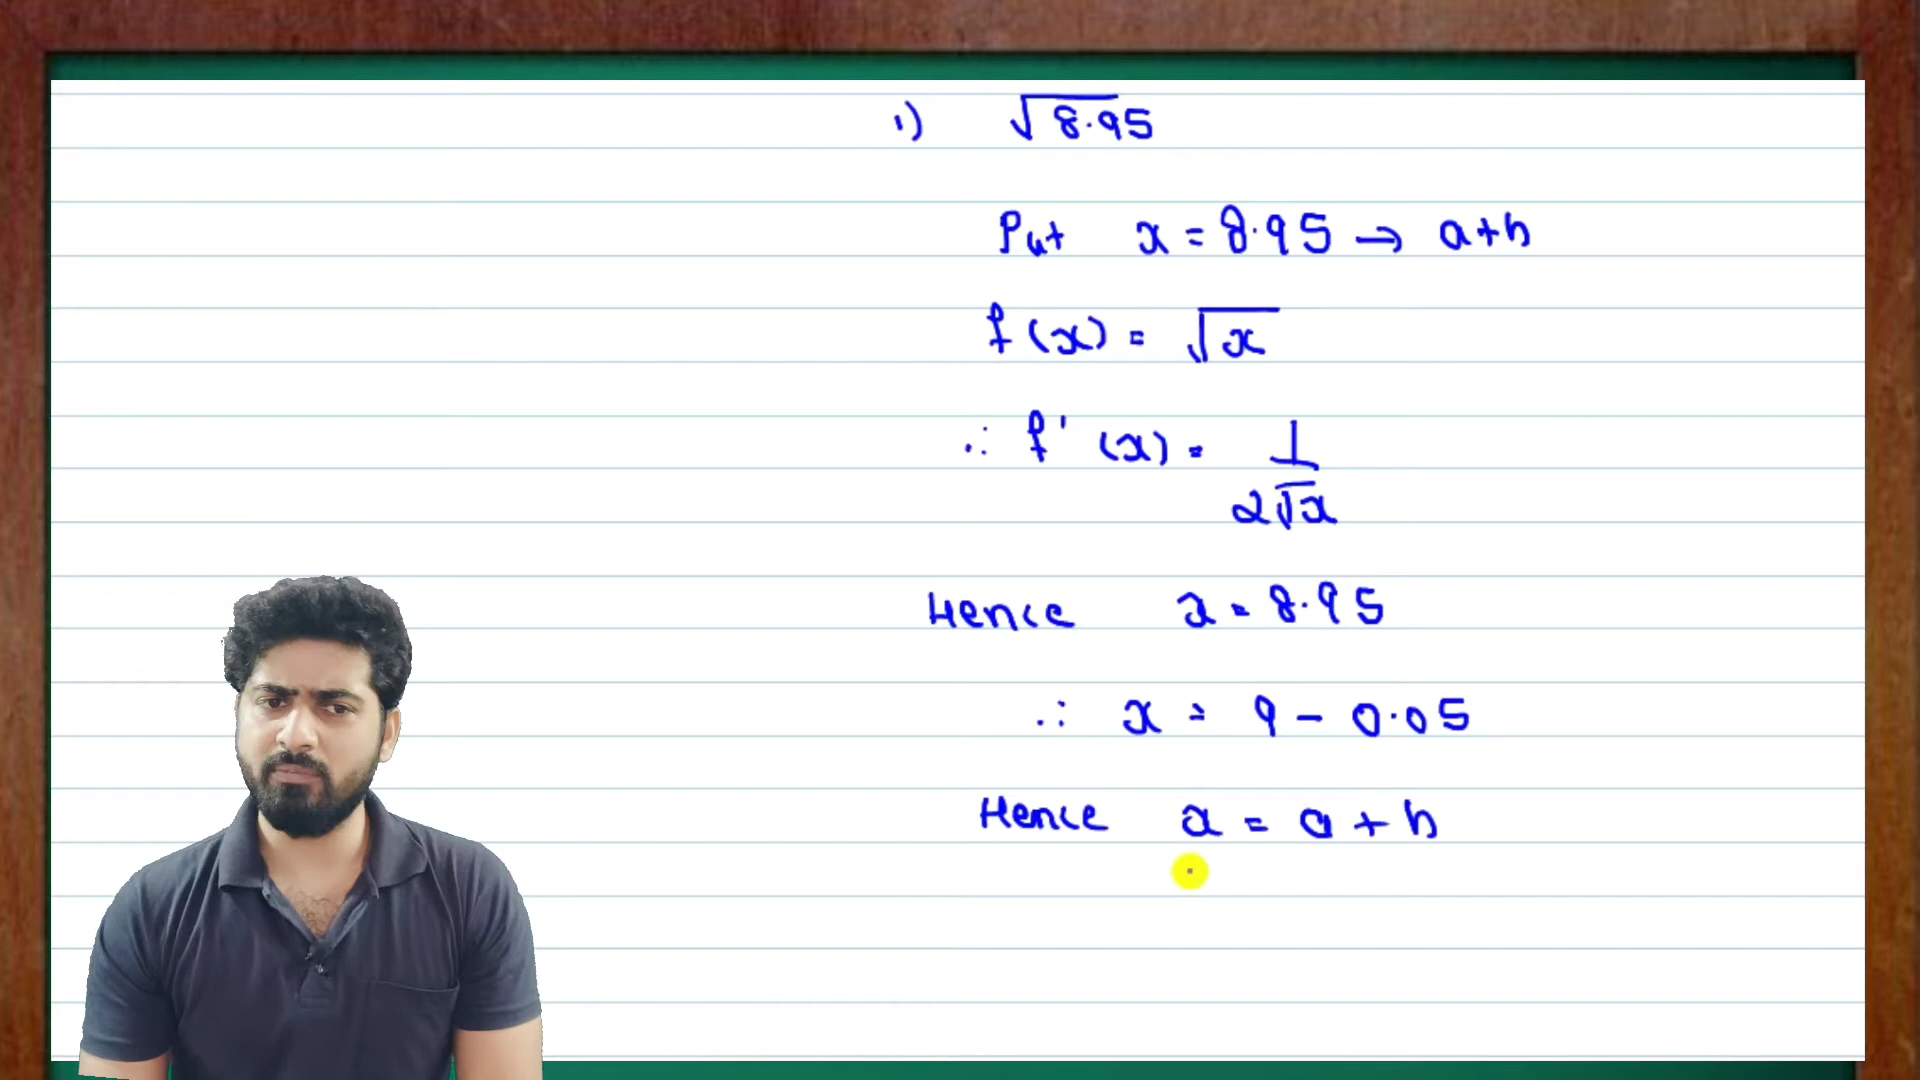 1) √8.95
Put x = 8.95 → a+h
f(x) = √x
∴ f'(x) = 1
2√x
Hence x = 8.95
∴ x = 9 - 0.05
Hence x = a + h